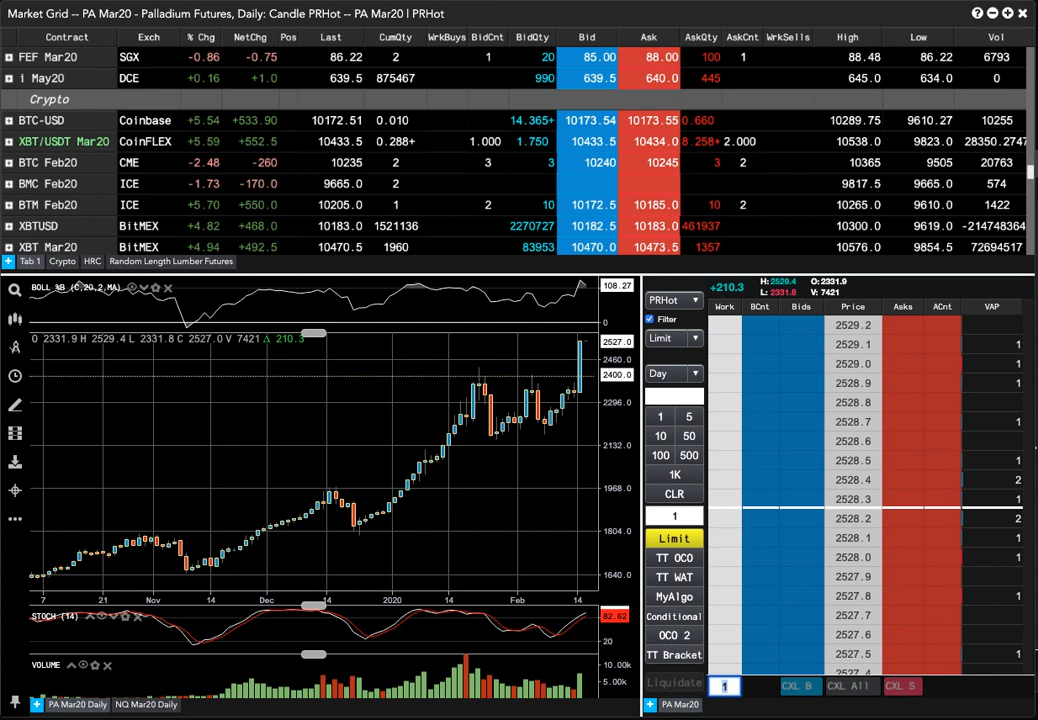 Market Grid -- PA Mar20 - Palladium Futures, Daily: Candle PRHot -- PA Mar20 | PRHot
Contract Exch % Chg NetChg Pos Last CumQty WrkBuys BidCnt BidQty Bid Ask AskQty AskCnt WrkSells High Low Vol
FEF Mar20 SGX -0.86 -0.75 86.22 2 1 20 85.00 88.00 100 1 88.48 86.22 6793
i May20 DCE +0.16 +1.0 639.5 875467 990 639.5 640.0 445 645.0 634.0 0
Crypto
BTC-USD Coinbase +5.54 +533.90 10172.51 0.010 14.365+ 10173.54 10173.55 0.660 10289.75 9610.27 10255
XBT/USDT Mar20 CoinFLEX +5.59 +552.5 10433.5 0.288+ 1.000 1.750 10433.5 10434.0 8.258+ 2.000 10538.0 9823.0 28350.2747
BTC Feb20 CME -2.48 -260 10235 2 3 3 10240 10245 3 2 10365 9505 20763
BMC Feb20 ICE -1.73 -170.0 9665.0 2 9817.5 9665.0 574
BTM Feb20 ICE +5.70 +550.0 10205.0 1 2 10 10172.5 10185.0 10 2 10265.0 9610.0 1422
XBTUSD BitMEX +4.82 +468.0 10183.0 1521136 2270727 10182.5 10183.0 461937 10300.0 9619.0 -214748364
XBT Mar20 BitMEX +4.94 +492.5 10470.5 1960 83953 10470.0 10473.5 1357 10576.0 9854.5 72694517
Tab 1 Crypto HRC Random Length Lumber Futures
BOLL %B (C,20,2,MA)
108.27
0
O 2331.9 H 2529.4 L 2331.8 C 2527.0 V 7421 Δ 210.3
2527.0
2460.0
2400.0
2296.0
2132.0
1968.0
1804.0
1640.0
7 21 Nov 14 Dec 14 2020 14 Feb 14
STOCH (14)
82.62
20
VOLUME
10.00k
5.00k
PA Mar20 Daily NQ Mar20 Daily
PRHot
Filter
Limit
Day
1 5
10 50
100 500
1K
CLR
1
Limit
TT OCO
TT WAT
MyAlgo
Conditional
OCO 2
TT Bracket
Liquidate
+210.3 H: 2529.4 O: 2331.9
L: 2331.8 V: 7421
Work BCnt Bids Price Asks ACnt VAP
2529.2
2529.1 1
2529.0 1
2528.9 1
2528.8
2528.7 1
2528.6
2528.5 1
2528.4 2
2528.3 1
2528.2 2
2528.1 1
2528.0 1
2527.9
2527.8 1
2527.7
2527.6
2527.5 1
2527.4
1 CXL B CXL All CXL S
PA Mar20